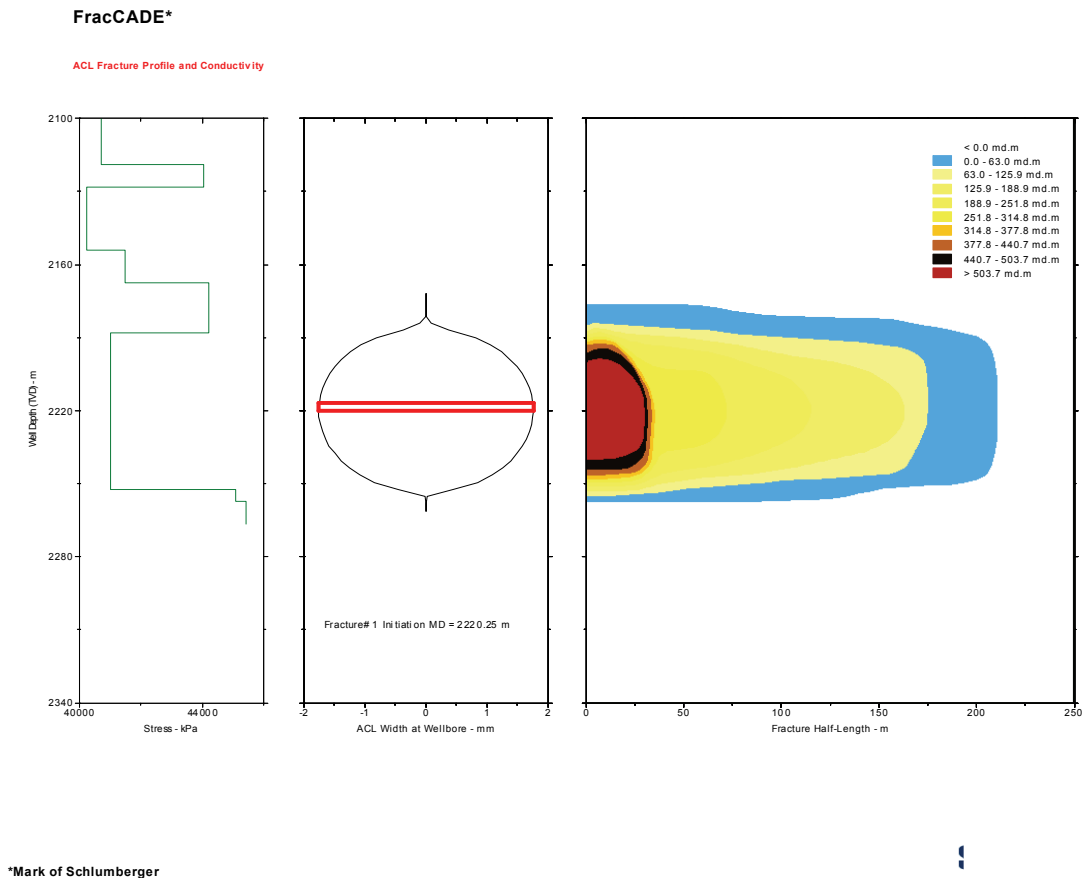 FracCADE*
ACL Fracture Profile and Conductivity
2100
2160
2220
2280
2340
Well Depth (TVD) - m
40000
44000
Stress - kPa
Fracture# 1 Initiation MD = 2220.25 m
-2
-1
0
1
2
ACL Width at Wellbore - mm
< 0.0 md.m
0.0 - 63.0 md.m
63.0 - 125.9 md.m
125.9 - 188.9 md.m
188.9 - 251.8 md.m
251.8 - 314.8 md.m
314.8 - 377.8 md.m
377.8 - 440.7 md.m
440.7 - 503.7 md.m
> 503.7 md.m
0
50
100
150
200
250
Fracture Half-Length - m
*Mark of Schlumberger